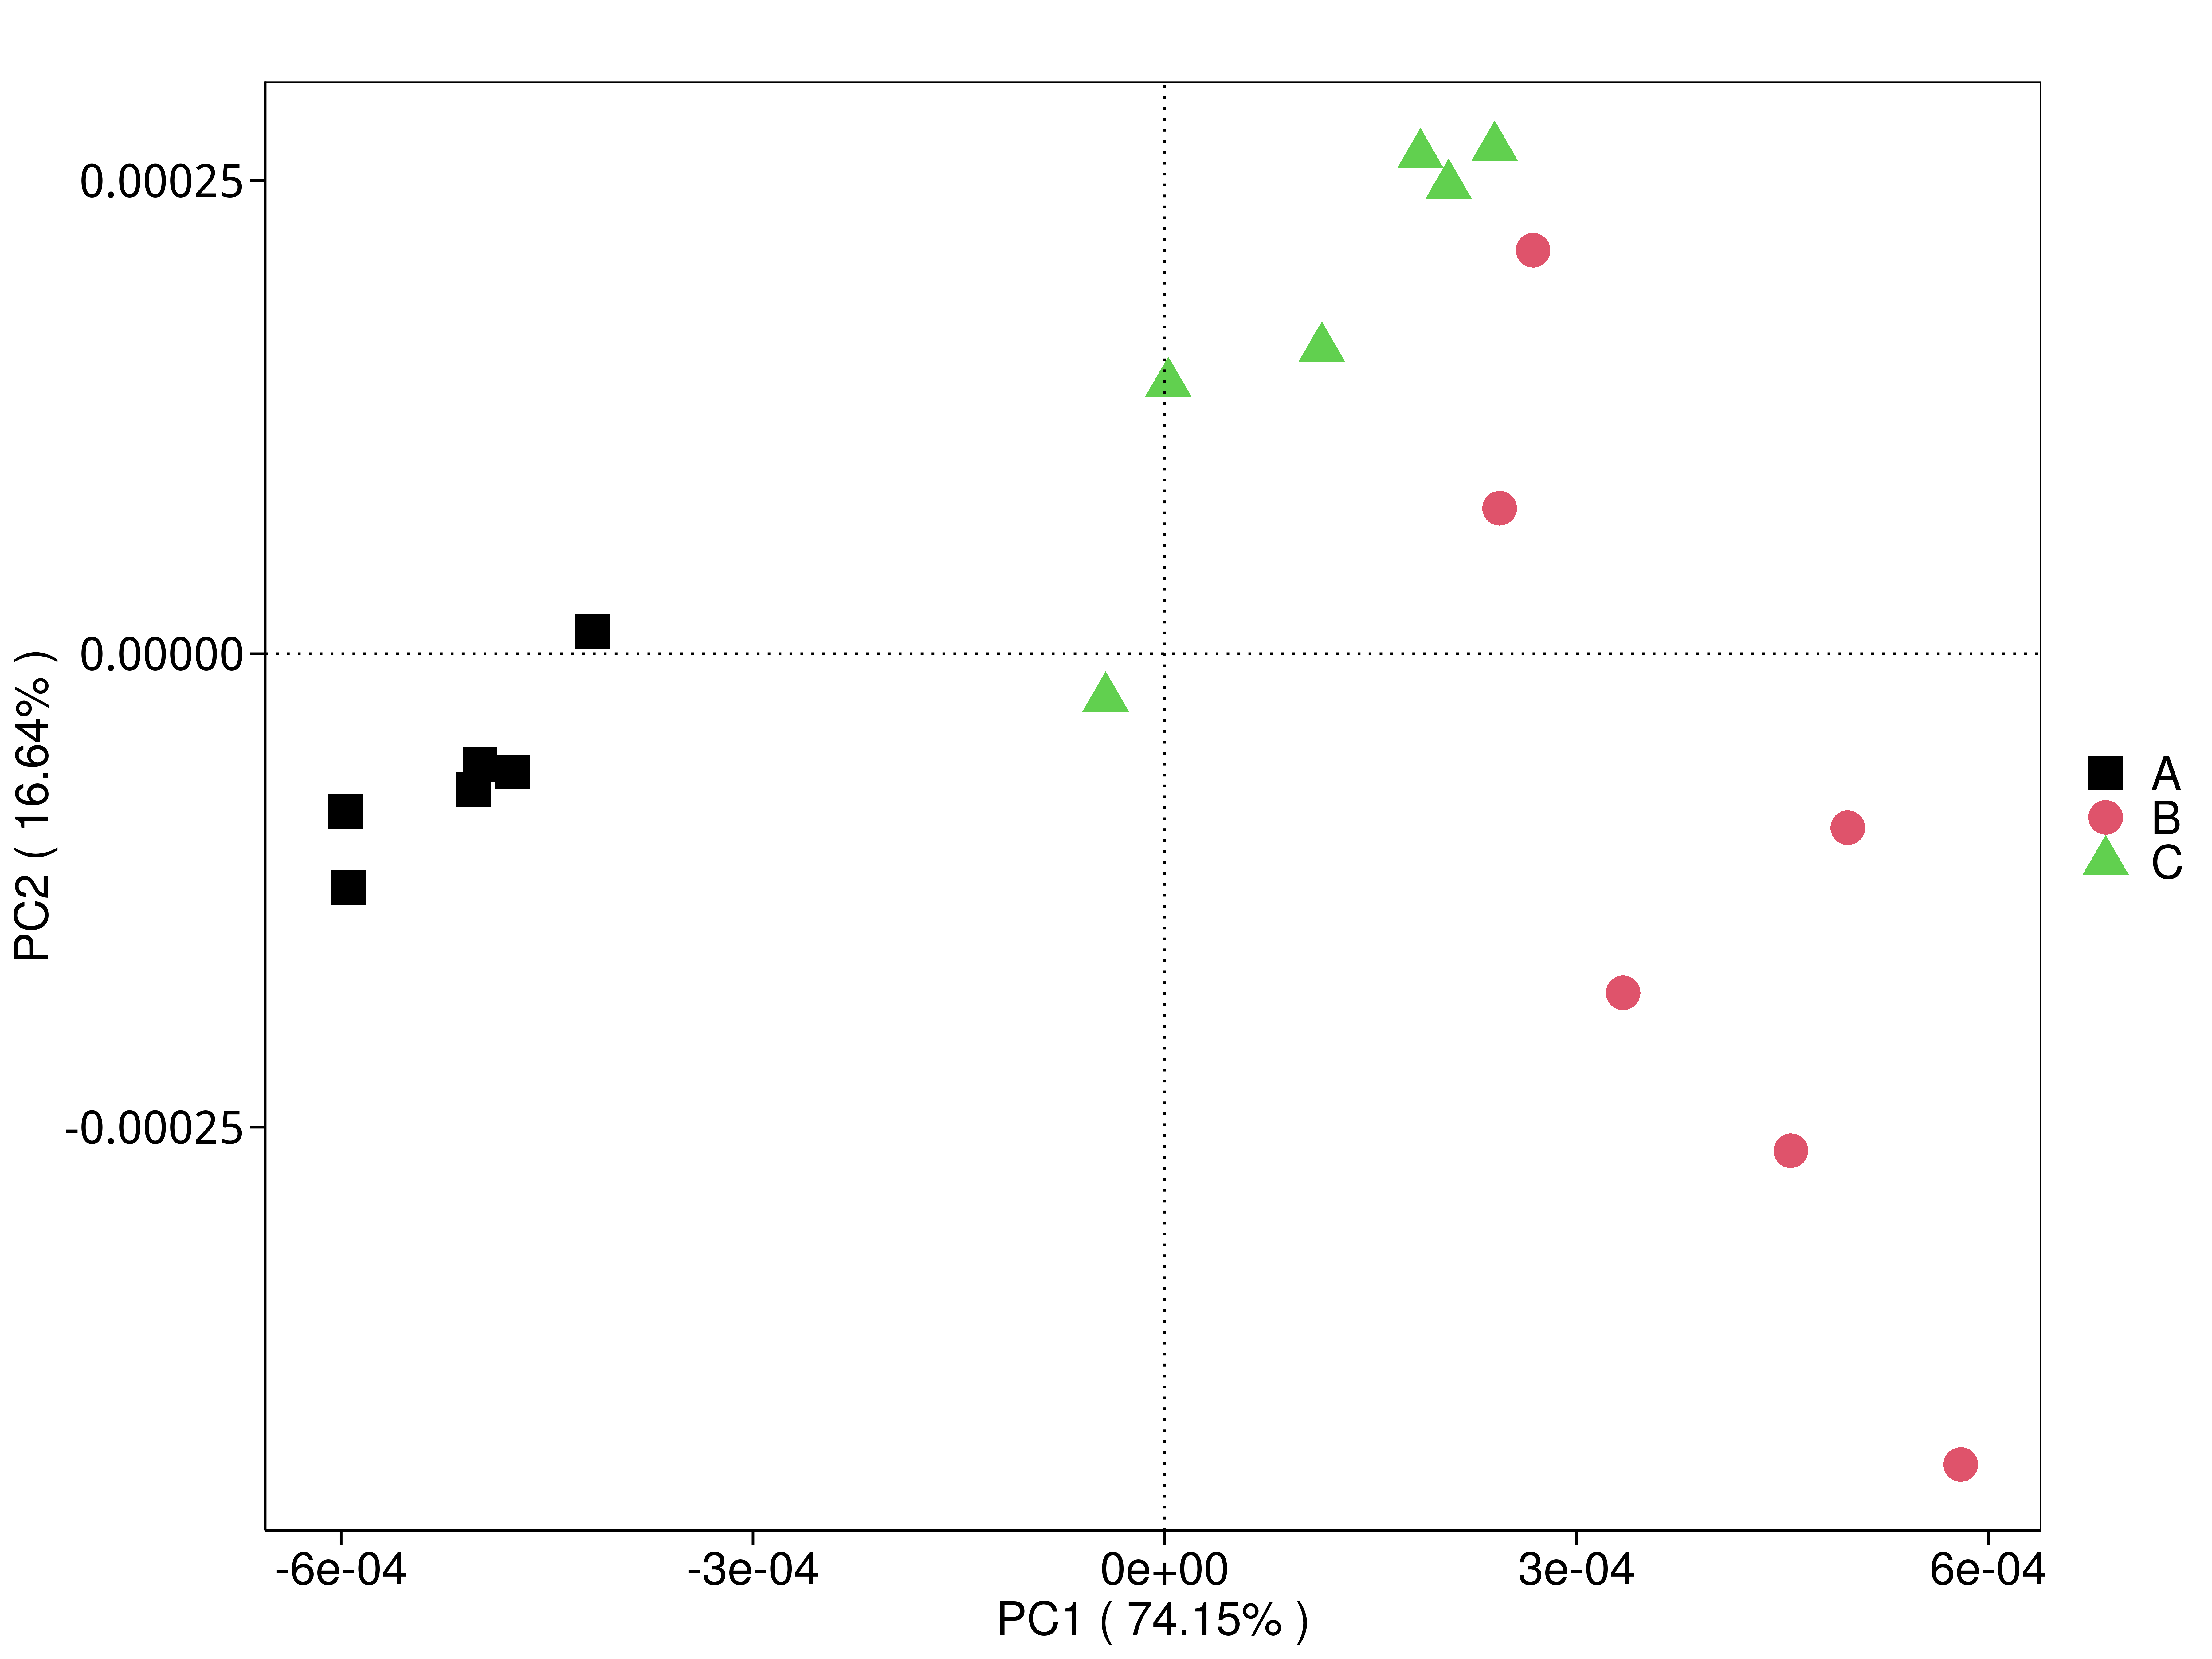 0.00025
0.00000
-0.00025
PC2 ( 16.64% )
-6e-04
-3e-04
0e+00
3e-04
6e-04
PC1 ( 74.15% )
A
B
C